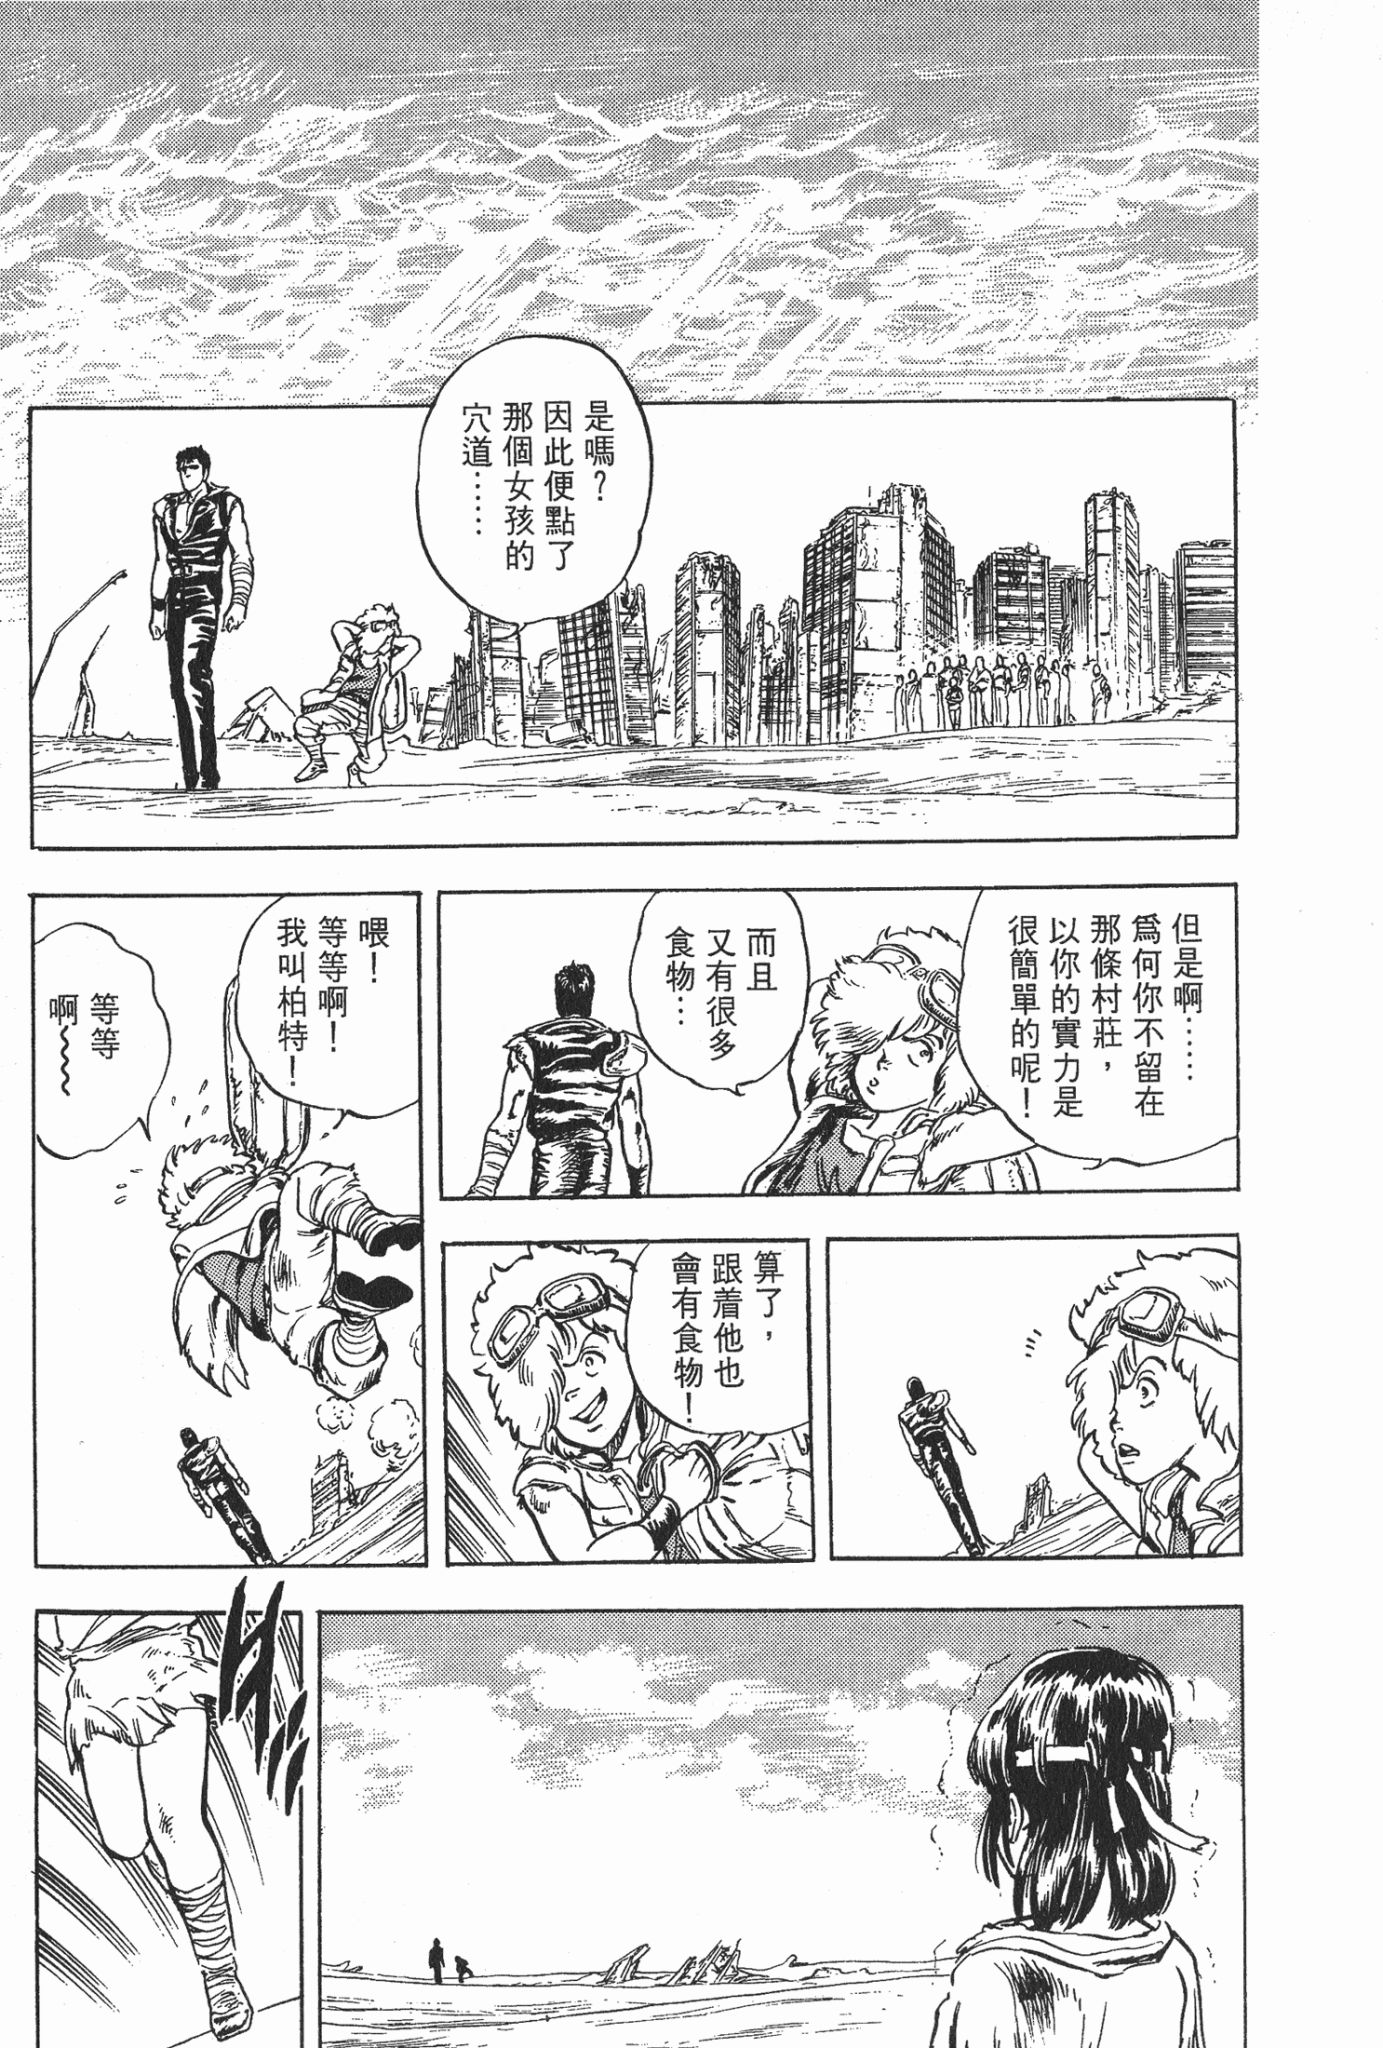 是嗎？
因此便點了
那個女孩的
穴道……
但是啊……
爲何你不留在
那條村莊，
以你的實力是
很簡單的呢！
而且
又有很多
食物…
算了，
跟着他也
會有食物！
喂！
等等啊！
我叫柏特！
等等
啊～～～